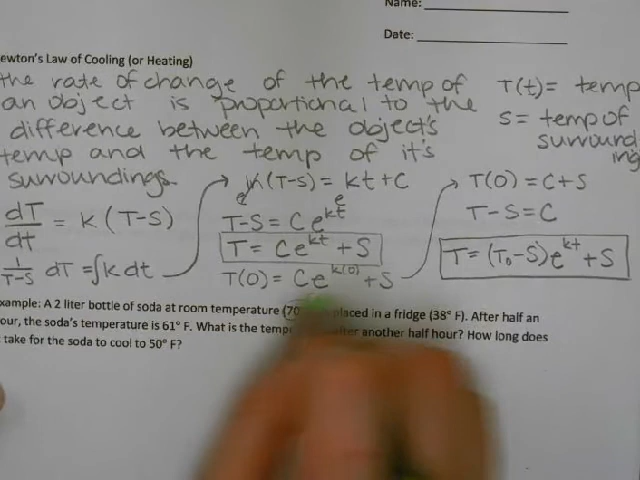 Name:
Date:
ewton's Law of Cooling (or Heating)
the rate of change of the temp of
an object is proportional to the
difference between the object's
temp and the temp of it's
surroundings.
T(t) = temp
S = temp of
surround
ing
dT/dt = K(T-S)
1/T-S dT = ∫k dt
ln(T-S) = kt + C
e e
T-S = Ce^kt
T = Ce^kt + S
T(0) = Ce^k(0) + S
T(0) = C+S
T-S = C
T = (T₀-S)e^kt + S
xample: A 2 liter bottle of soda at room temperature (70 placed in a fridge (38° F). After half an
our, the soda's temperature is 61° F. What is the temp after another half hour? How long does
take for the soda to cool to 50° F?